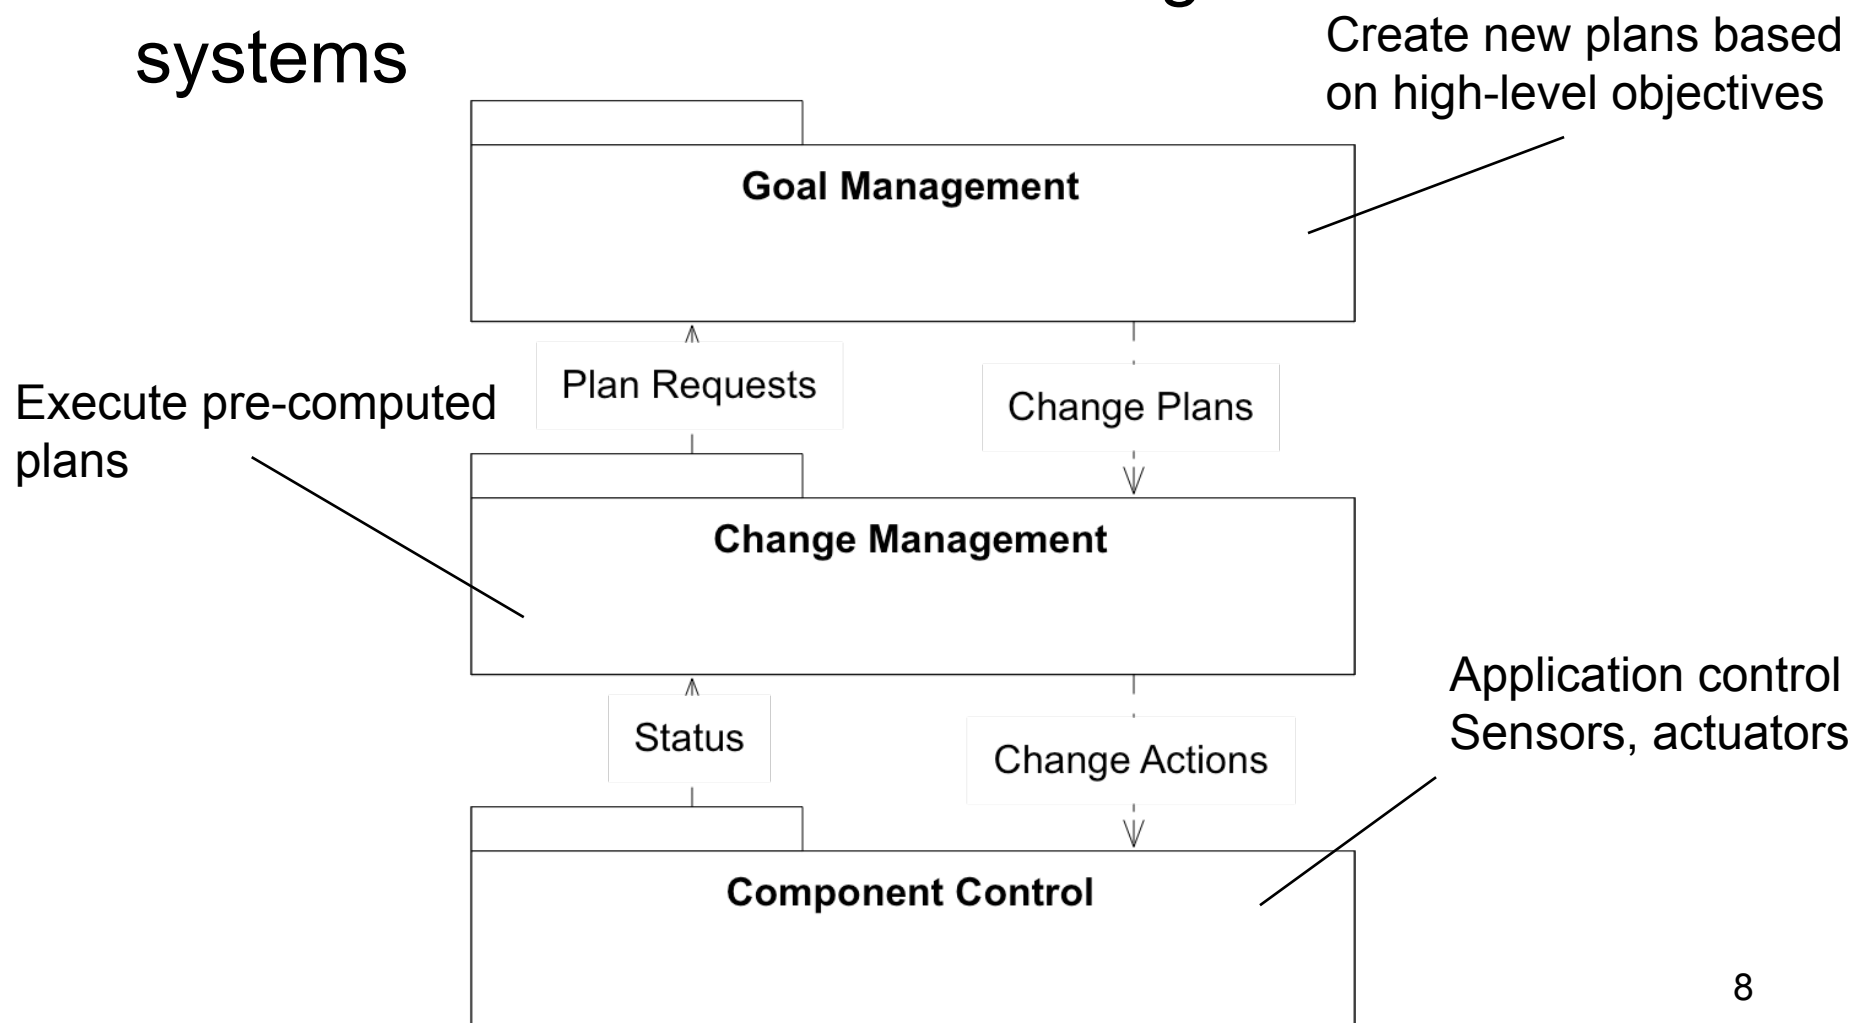 systems
Create new plans based
on high-level objectives
Goal Management
Plan Requests
Change Plans
Execute pre-computed
plans
Change Management
Status
Change Actions
Application control
Sensors, actuators
Component Control
8